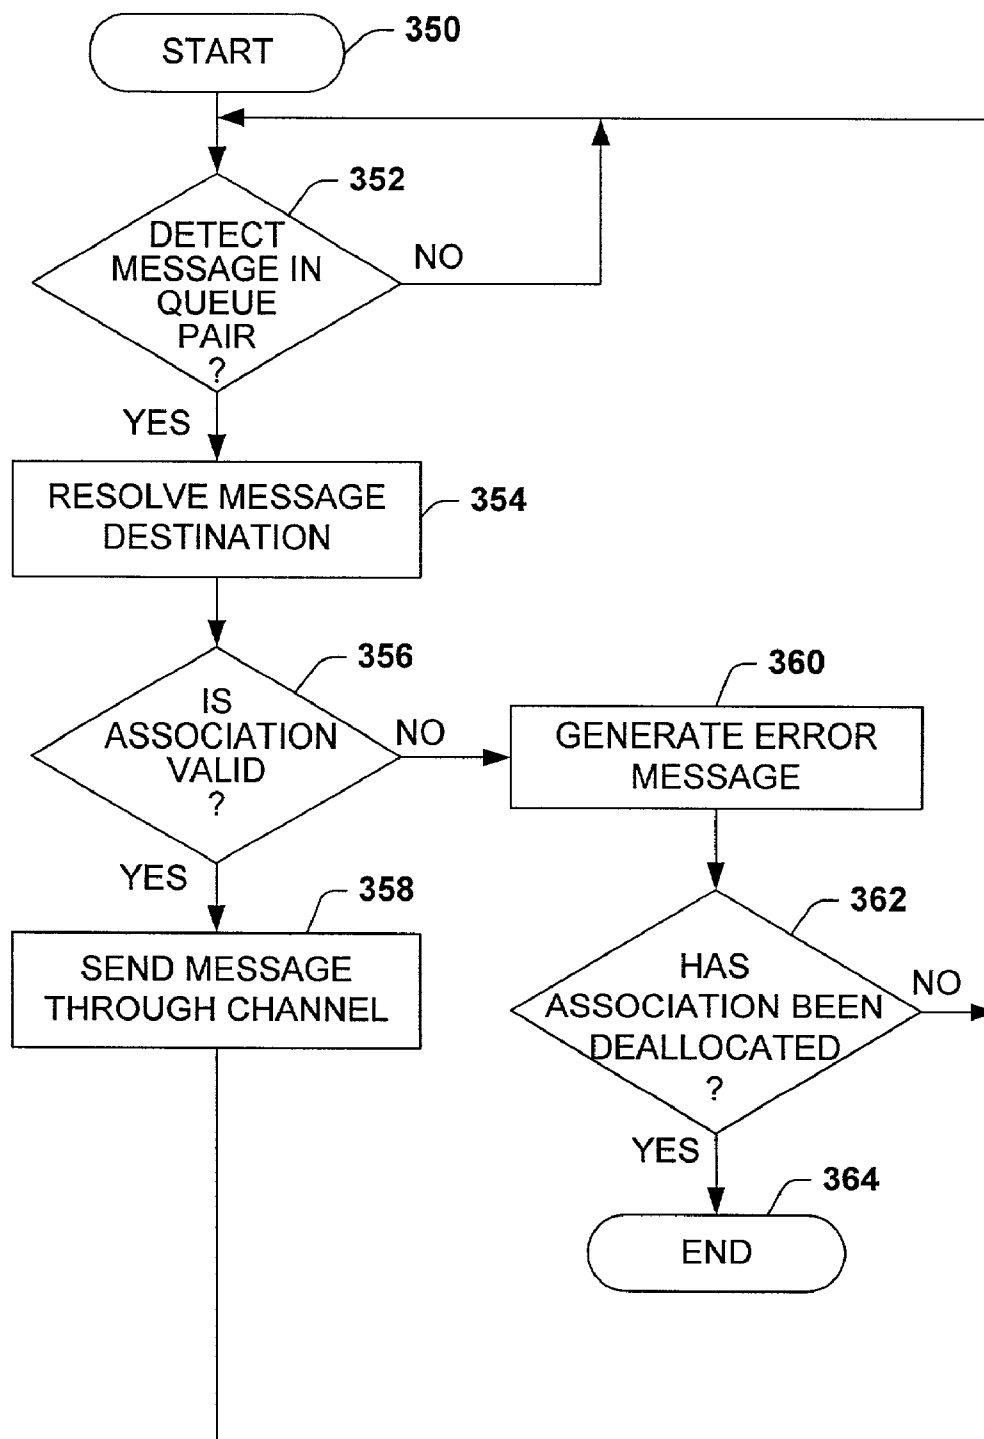 START
350
352
DETECT
MESSAGE IN
QUEUE
PAIR
?
NO
YES
RESOLVE MESSAGE
DESTINATION
354
356
IS
ASSOCIATION
VALID
?
NO
YES
360
GENERATE ERROR
MESSAGE
358
SEND MESSAGE
THROUGH CHANNEL
362
HAS
ASSOCIATION BEEN
DEALLOCATED
?
NO
YES
364
END